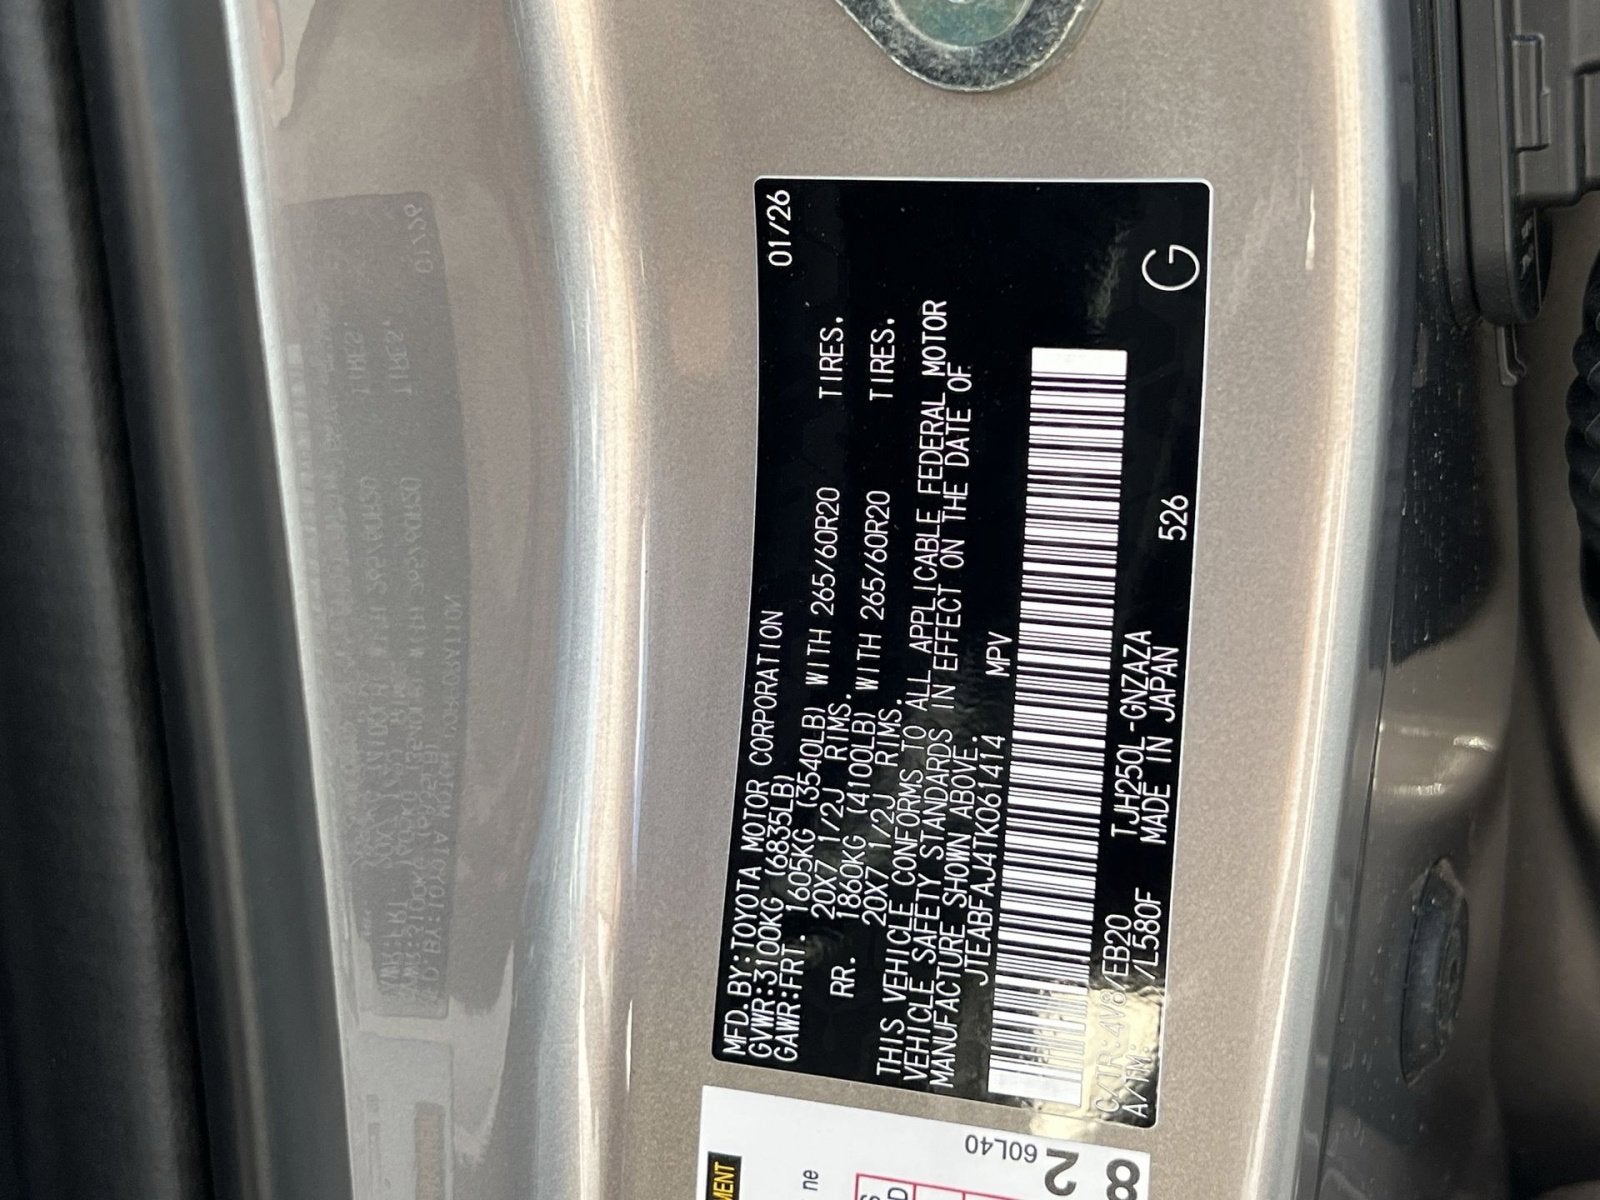 01/26
MFD.BY:TOYOTA MOTOR CORPORATION
GVWR:3100KG (6835LB)
GAWR:FRT. 1605KG (3540LB) WITH 265/60R20 TIRES.
20X7 1/2J RIMS.
RR. 1860KG (4100LB) WITH 265/60R20 TIRES.
20X7 1/2J RIMS.
THIS VEHICLE CONFORMS TO ALL APPLICABLE FEDERAL MOTOR
VEHICLE SAFETY STANDARDS IN EFFECT ON THE DATE OF
MANUFACTURE SHOWN ABOVE.
JTEABFAJ4TK061414 MPV
C/TR:4V8/EB20 TJH250L-GNZAZA
A/TM: /L580F MADE IN JAPAN 526 G
60L40